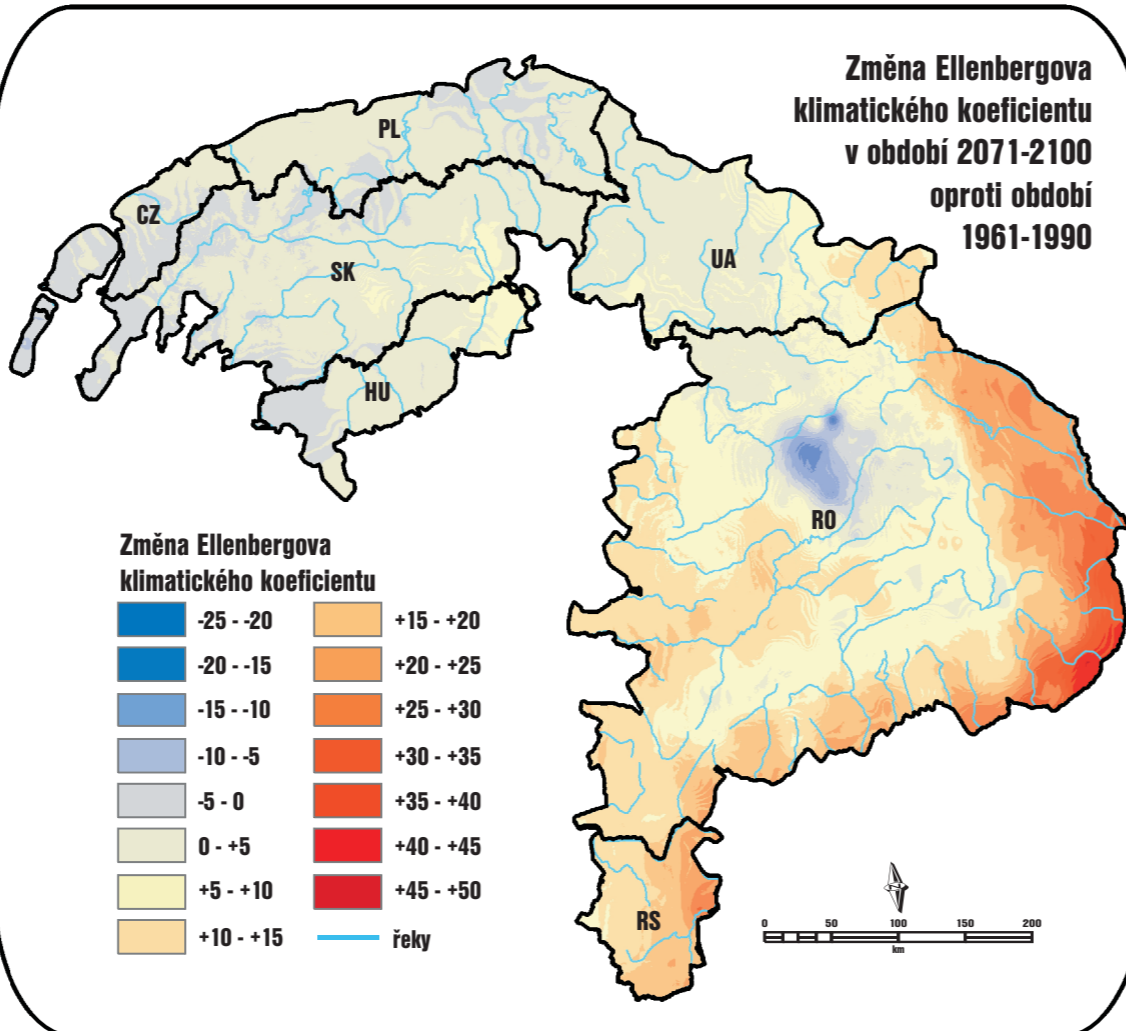 Změna Ellenbergova
klimatického koeficientu
v období 2071-2100
oproti období
1961-1990
PL
CZ
SK
UA
HU
RO
RS
Změna Ellenbergova
klimatického koeficientu
-25 - -20
-20 - -15
-15 - -10
-10 - -5
-5 - 0
0 - +5
+5 - +10
+10 - +15
+15 - +20
+20 - +25
+25 - +30
+30 - +35
+35 - +40
+40 - +45
+45 - +50
řeky
0 50 100 150 200
km